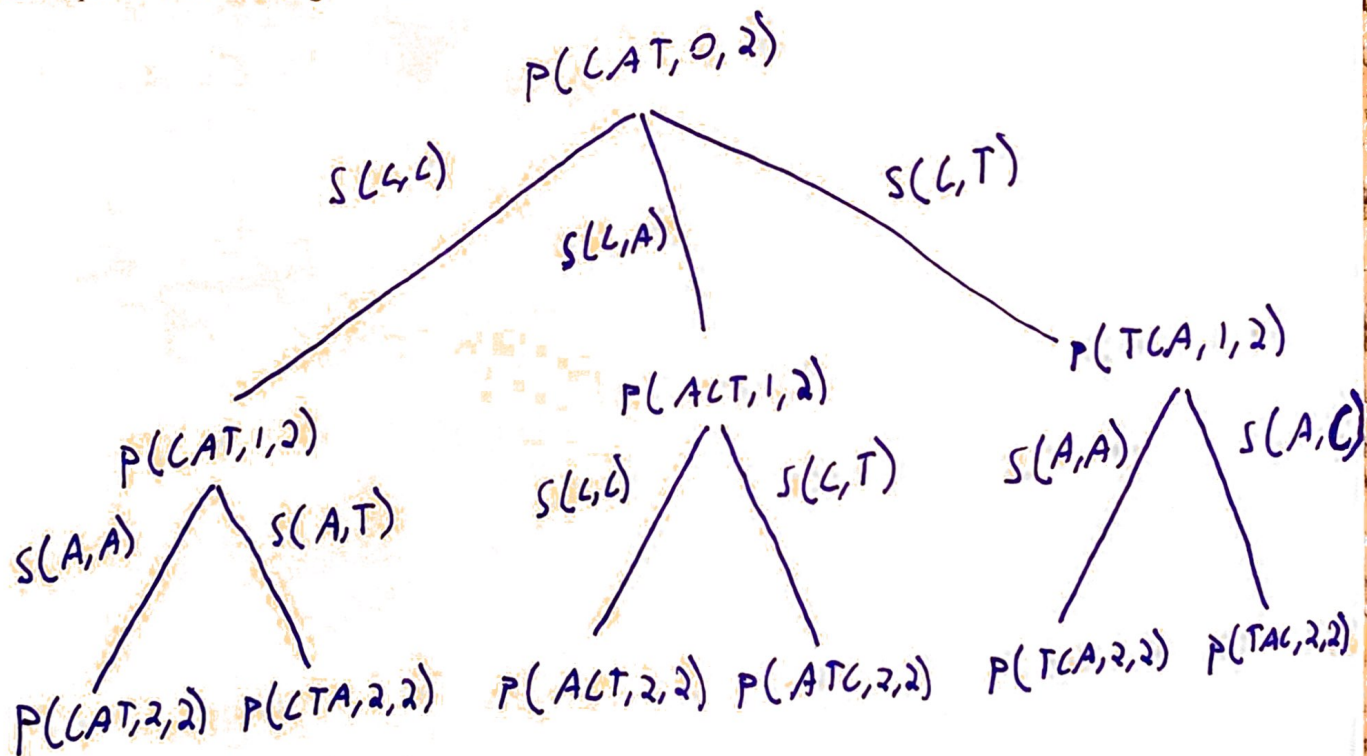 P(CAT,0,2)
S(C,C)
S(C,A)
S(C,T)
P(CAT,1,2)
P(ACT,1,2)
P(TCA,1,2)
S(A,A)
S(A,T)
S(C,C)
S(C,T)
S(A,A)
S(A,C)
P(CAT,2,2)
P(CTA,2,2)
P(ACT,2,2)
P(ATC,2,2)
P(TCA,2,2)
P(TAC,2,2)